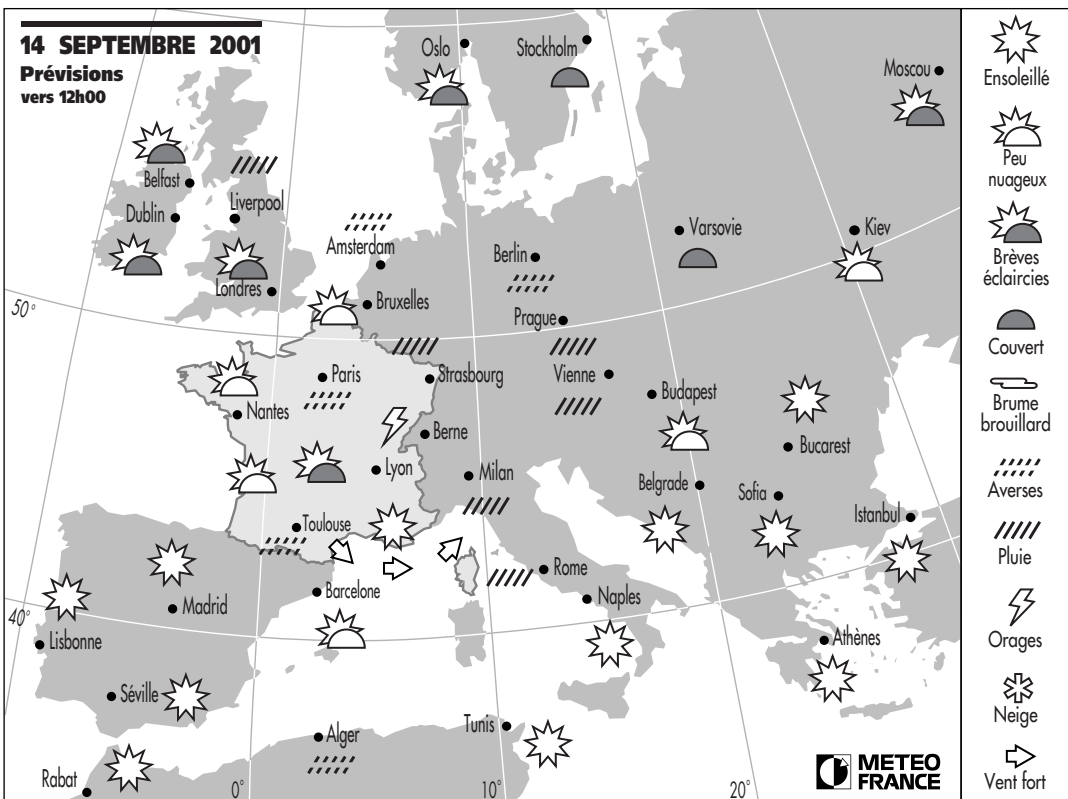 14 SEPTEMBRE 2001
Prévisions
vers 12h00
Oslo
Stockholm
Moscou
Belfast
Dublin
Liverpool
Londres
Amsterdam
Bruxelles
Berlin
Prague
Varsovie
Kiev
50°
Paris
Strasbourg
Vienne
Budapest
Nantes
Berne
Bucarest
Lyon
Milan
Belgrade
Sofia
Istanbul
Toulouse
Barcelone
Rome
Naples
Madrid
40°
Lisbonne
Athènes
Séville
Alger
Tunis
Rabat
0°
10°
20°
METEO
FRANCE
Ensoleillé
Peu
nuageux
Brèves
éclaircies
Couvert
Brume
brouillard
Averses
Pluie
Orages
Neige
Vent fort